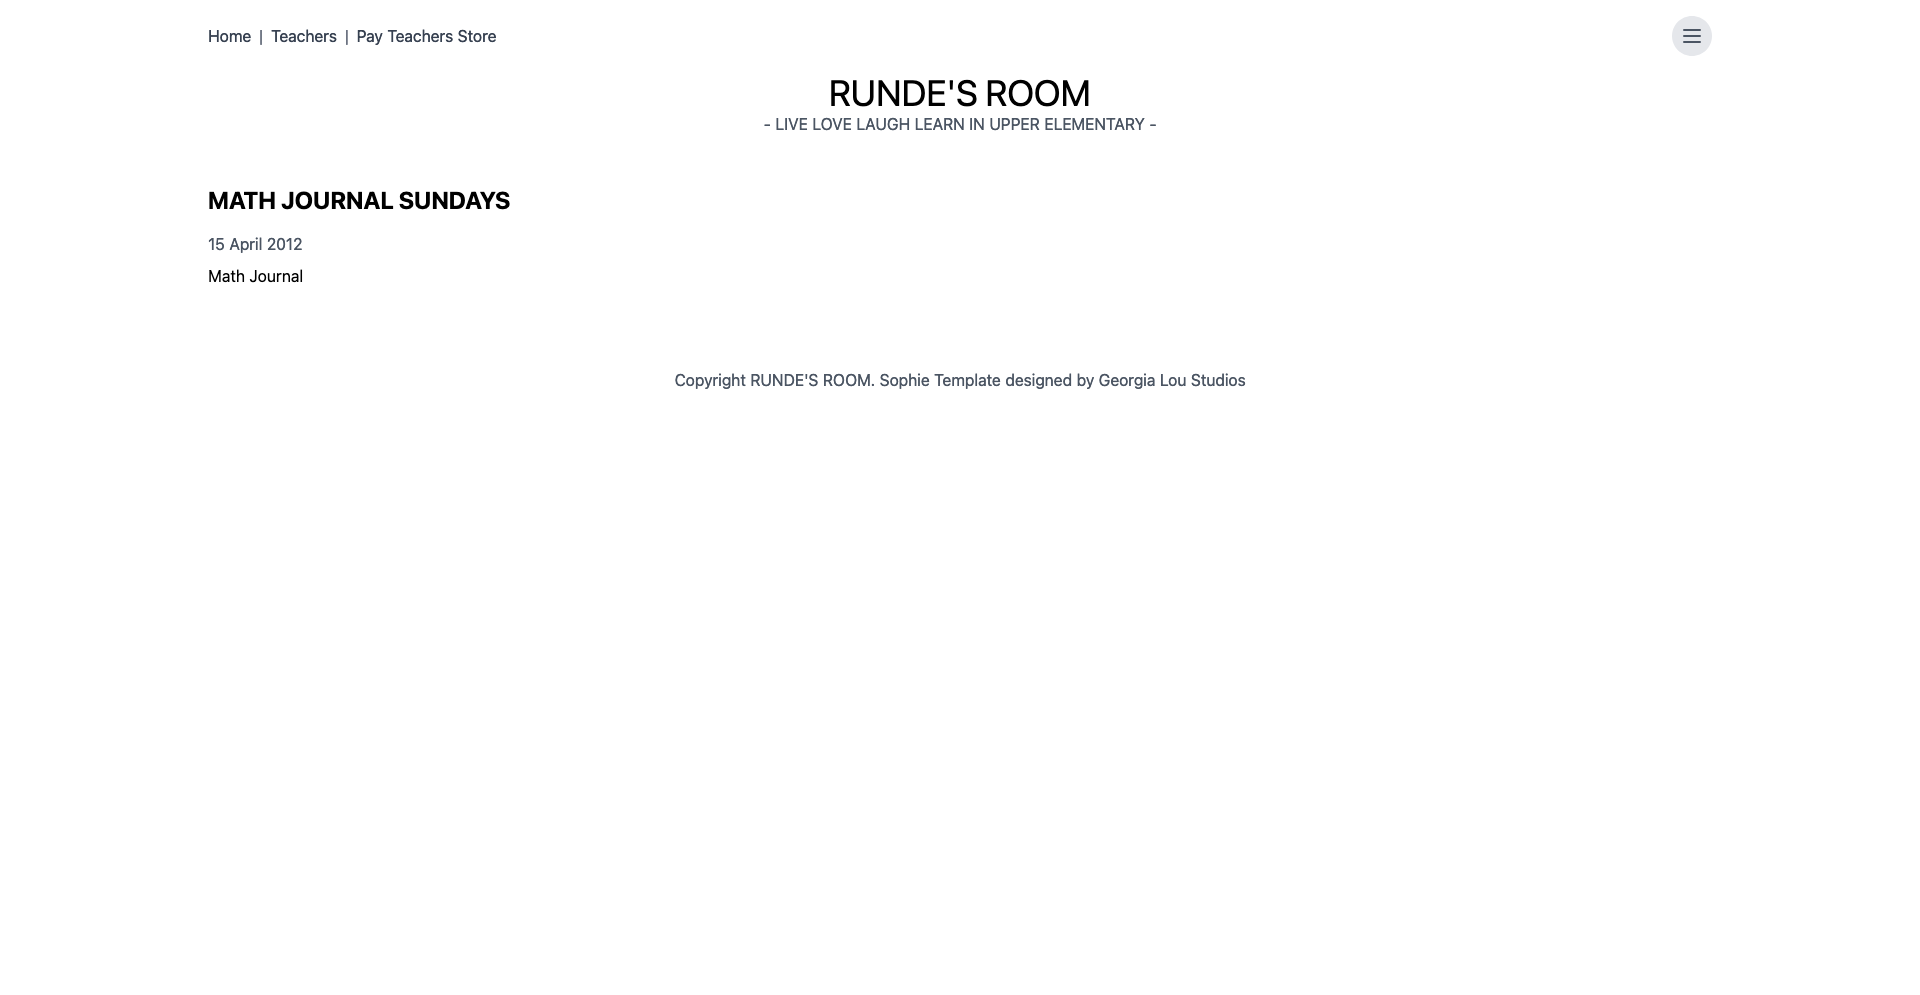 Home | Teachers | Pay Teachers Store
RUNDE'S ROOM
- LIVE LOVE LAUGH LEARN IN UPPER ELEMENTARY -
MATH JOURNAL SUNDAYS
15 April 2012
Math Journal
Copyright RUNDE'S ROOM. Sophie Template designed by Georgia Lou Studios